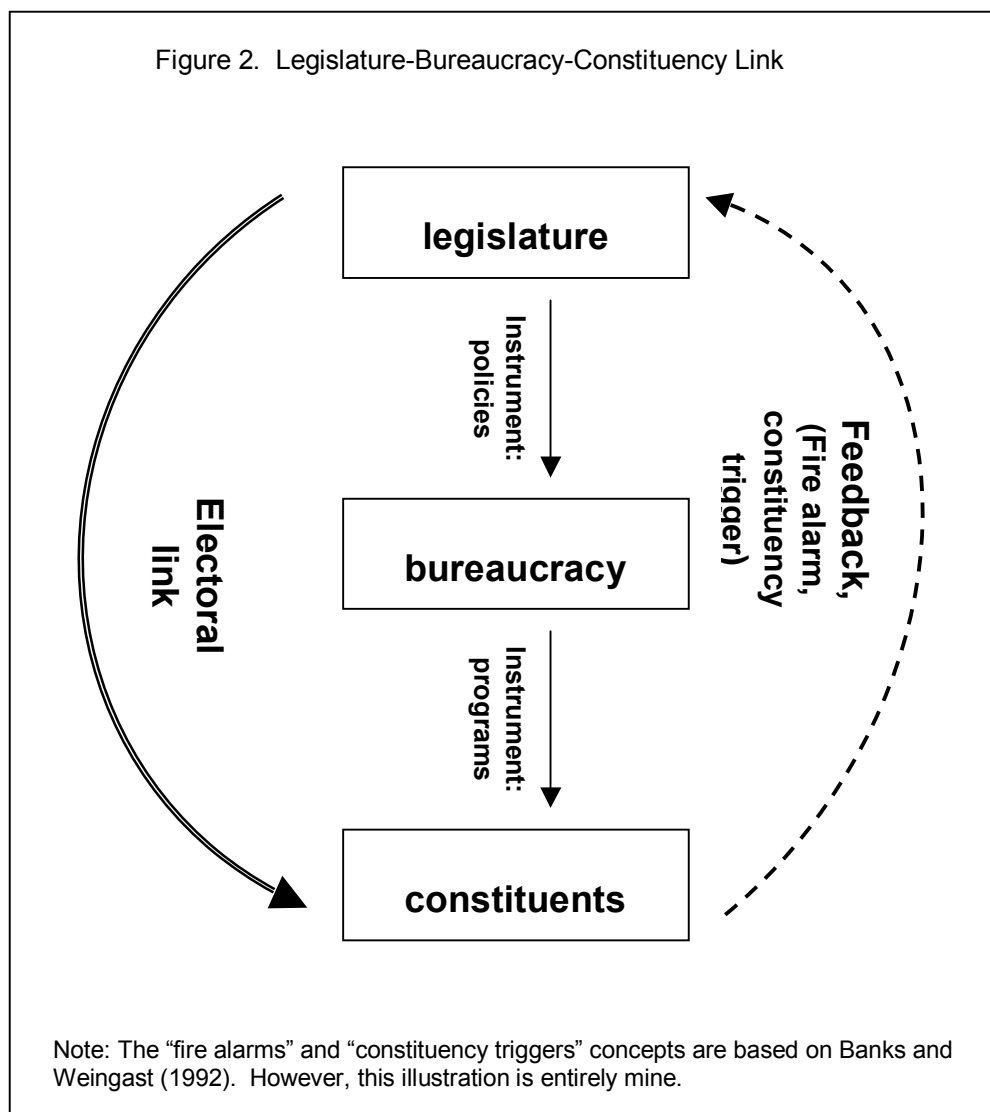 Figure 2. Legislature-Bureaucracy-Constituency Link
legislature
Instrument:
policies
Electoral
link
Feedback,
(Fire alarm,
constituency
trigger)
bureaucracy
Instrument:
programs
constituents
Note: The “fire alarms” and “constituency triggers” concepts are based on Banks and
Weingast (1992). However, this illustration is entirely mine.